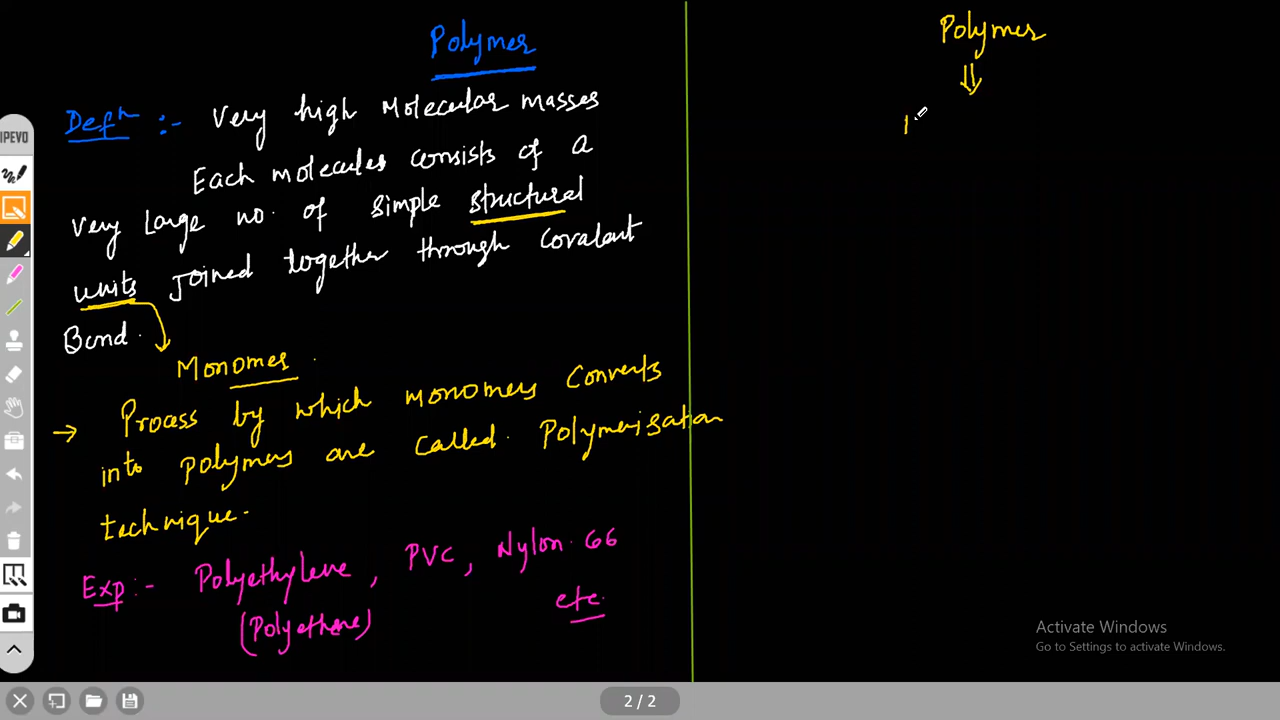 Polymer
Defn :- Very high Molecular masses
Each molecules consists of a
Very Large no. of simple structural
units joined together through Covalant
Bond.
Monomer.
→ Process by which monomers Converts
into polymers are called. Polymerisation
technique.
Exp :- Polyethylene, PVC, Nylon. 66
(Polyethene) etc.
Polymer
IPEVO
Activate Windows
Go to Settings to activate Windows.
2 / 2